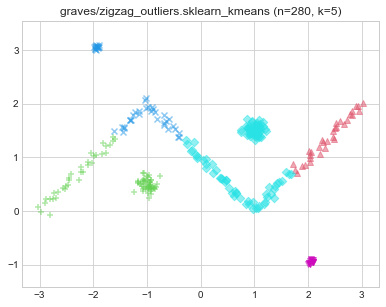 graves/zigzag_outliers.sklearn_kmeans (n=280, k=5)
3
2
1
0
−1
−3 −2 −1 0 1 2 3